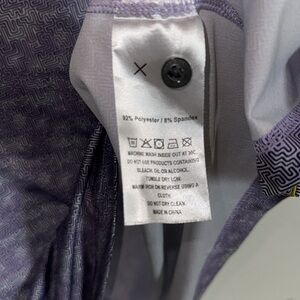 92% Polyester / 8% Spandex
MACHINE WASH INSIDE OUT AT 30C
DO NOT USE PRODUCTS CONTAINING
BLEACH, OIL OR ALCOHOL.
TUMBLE DRY LOW.
WARM IRON ON REVERSE USING A
CLOTH.
DO NOT DRY CLEAN.
MADE IN CHINA